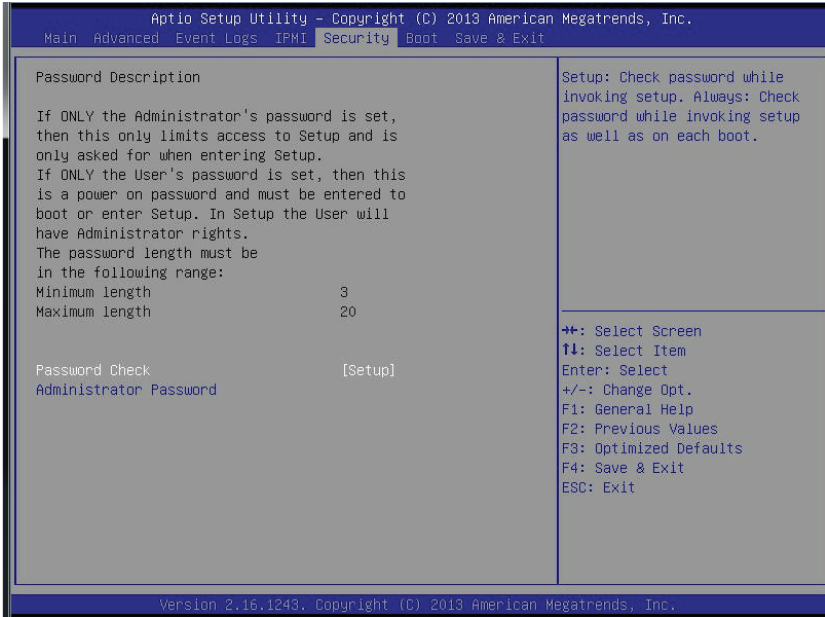 Aptio Setup Utility – Copyright (C) 2013 American Megatrends, Inc.
Main Advanced Event Logs IPMI Security Boot Save & Exit
Password Description
If ONLY the Administrator's password is set,
then this only limits access to Setup and is
only asked for when entering Setup.
If ONLY the User's password is set, then this
is a power on password and must be entered to
boot or enter Setup. In Setup the User will
have Administrator rights.
The password length must be
in the following range:
Minimum length 3
Maximum length 20
Password Check [Setup]
Administrator Password
Setup: Check password while
invoking setup. Always: Check
password while invoking setup
as well as on each boot.
→←: Select Screen
↑↓: Select Item
Enter: Select
+/-: Change Opt.
F1: General Help
F2: Previous Values
F3: Optimized Defaults
F4: Save & Exit
ESC: Exit
Version 2.16.1243. Copyright (C) 2013 American Megatrends, Inc.